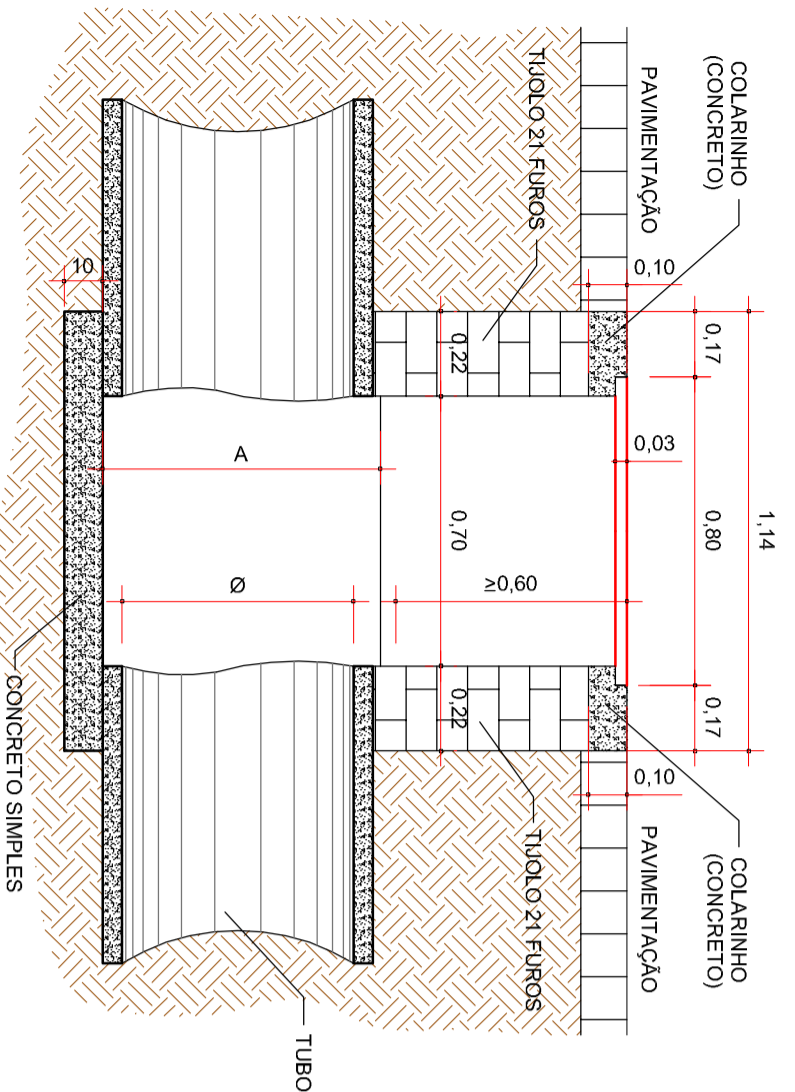 1,14
0,17
0,80
0,17
COLARINHO
(CONCRETO)
COLARINHO
(CONCRETO)
PAVIMENTAÇÃO
PAVIMENTAÇÃO
0,10
0,03
0,10
TIJOLO 21 FUROS
TIJOLO 21 FUROS
≥0,60
0,22
0,70
0,22
A
Ø
10
TUBO
CONCRETO SIMPLES